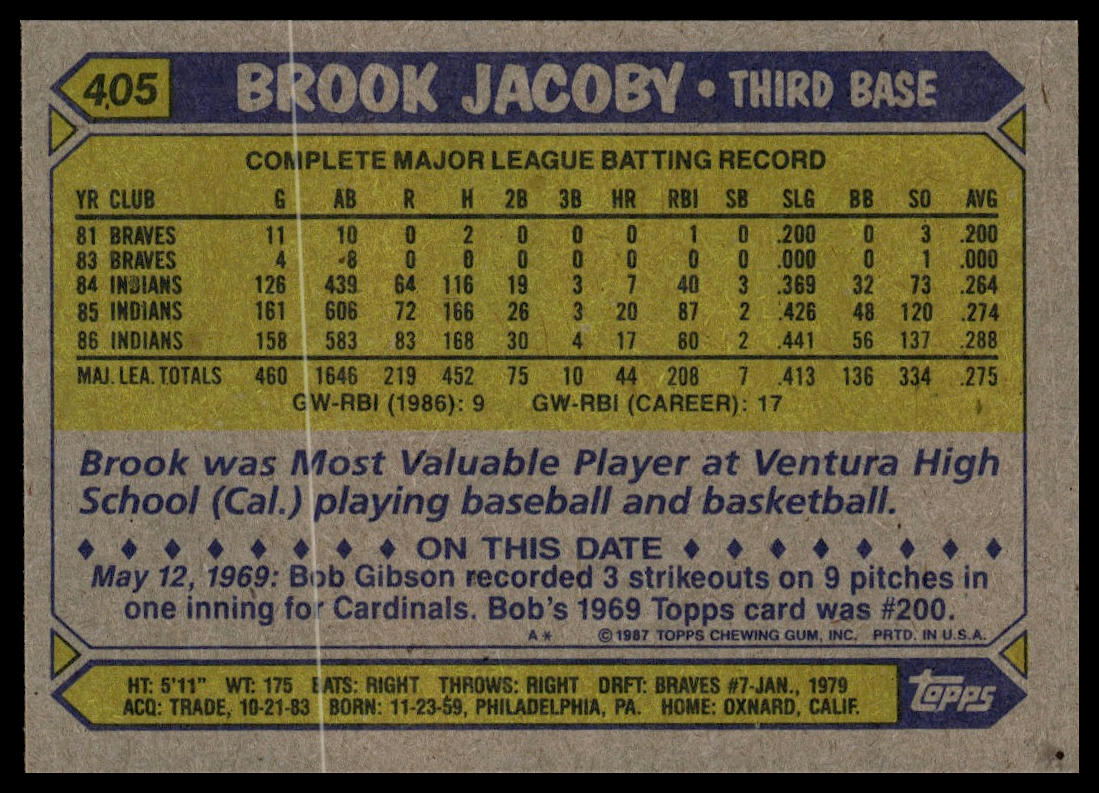 405 BROOK JACOBY • THIRD BASE
COMPLETE MAJOR LEAGUE BATTING RECORD
YR CLUB G AB R H 2B 3B HR RBI SB SLG BB SO AVG
81 BRAVES 11 10 0 2 0 0 0 1 0 .200 0 3 .200
83 BRAVES 4 8 0 0 0 0 0 0 0 .000 0 1 .000
84 INDIANS 126 439 64 116 19 3 7 40 3 .369 32 73 .264
85 INDIANS 161 606 72 166 26 3 20 87 2 .426 48 120 .274
86 INDIANS 158 583 83 168 30 4 17 80 2 .441 56 137 .288
MAJ. LEA. TOTALS 460 1646 219 452 75 10 44 208 7 .413 136 334 .275
GW-RBI (1986): 9 GW-RBI (CAREER): 17
Brook was Most Valuable Player at Ventura High
School (Cal.) playing baseball and basketball.
♦ ♦ ♦ ♦ ♦ ♦ ♦ ♦ ON THIS DATE ♦ ♦ ♦ ♦ ♦ ♦ ♦ ♦
May 12, 1969: Bob Gibson recorded 3 strikeouts on 9 pitches in
one inning for Cardinals. Bob's 1969 Topps card was #200.
A* © 1987 TOPPS CHEWING GUM, INC. PRTD. IN U.S.A.
HT: 5'11" WT: 175 BATS: RIGHT THROWS: RIGHT DRFT: BRAVES #7-JAN., 1979
ACQ: TRADE, 10-21-83 BORN: 11-23-59, PHILADELPHIA, PA. HOME: OXNARD, CALIF.
topps